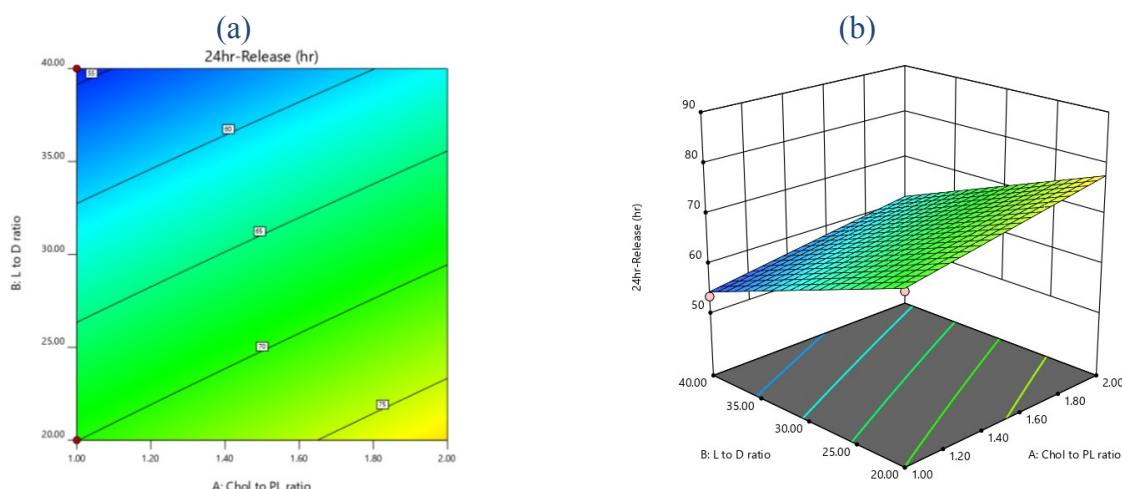 (a)
24hr-Release (hr)
40.00
35.00
30.00
25.00
20.00
B: L to D ratio
55
60
65
70
75
1.00 1.20 1.40 1.60 1.80 2.00
A: Chol to PL ratio
(b)
90
80
70
60
50
24hr-Release (hr)
40.00
35.00
30.00
25.00
20.00
B: L to D ratio
2.00
1.80
1.60
1.40
1.20
1.00
A: Chol to PL ratio